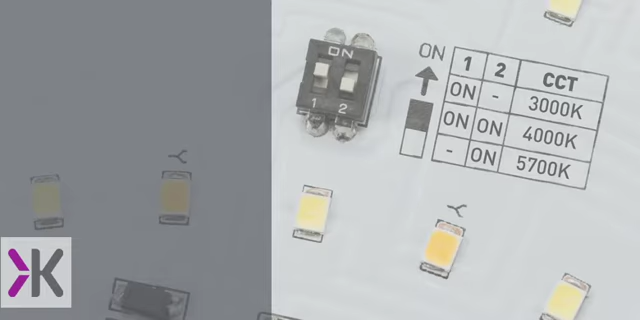 ON
1 2
ON
1 2 CCT
ON - 3000K
ON ON 4000K
- ON 5700K
K